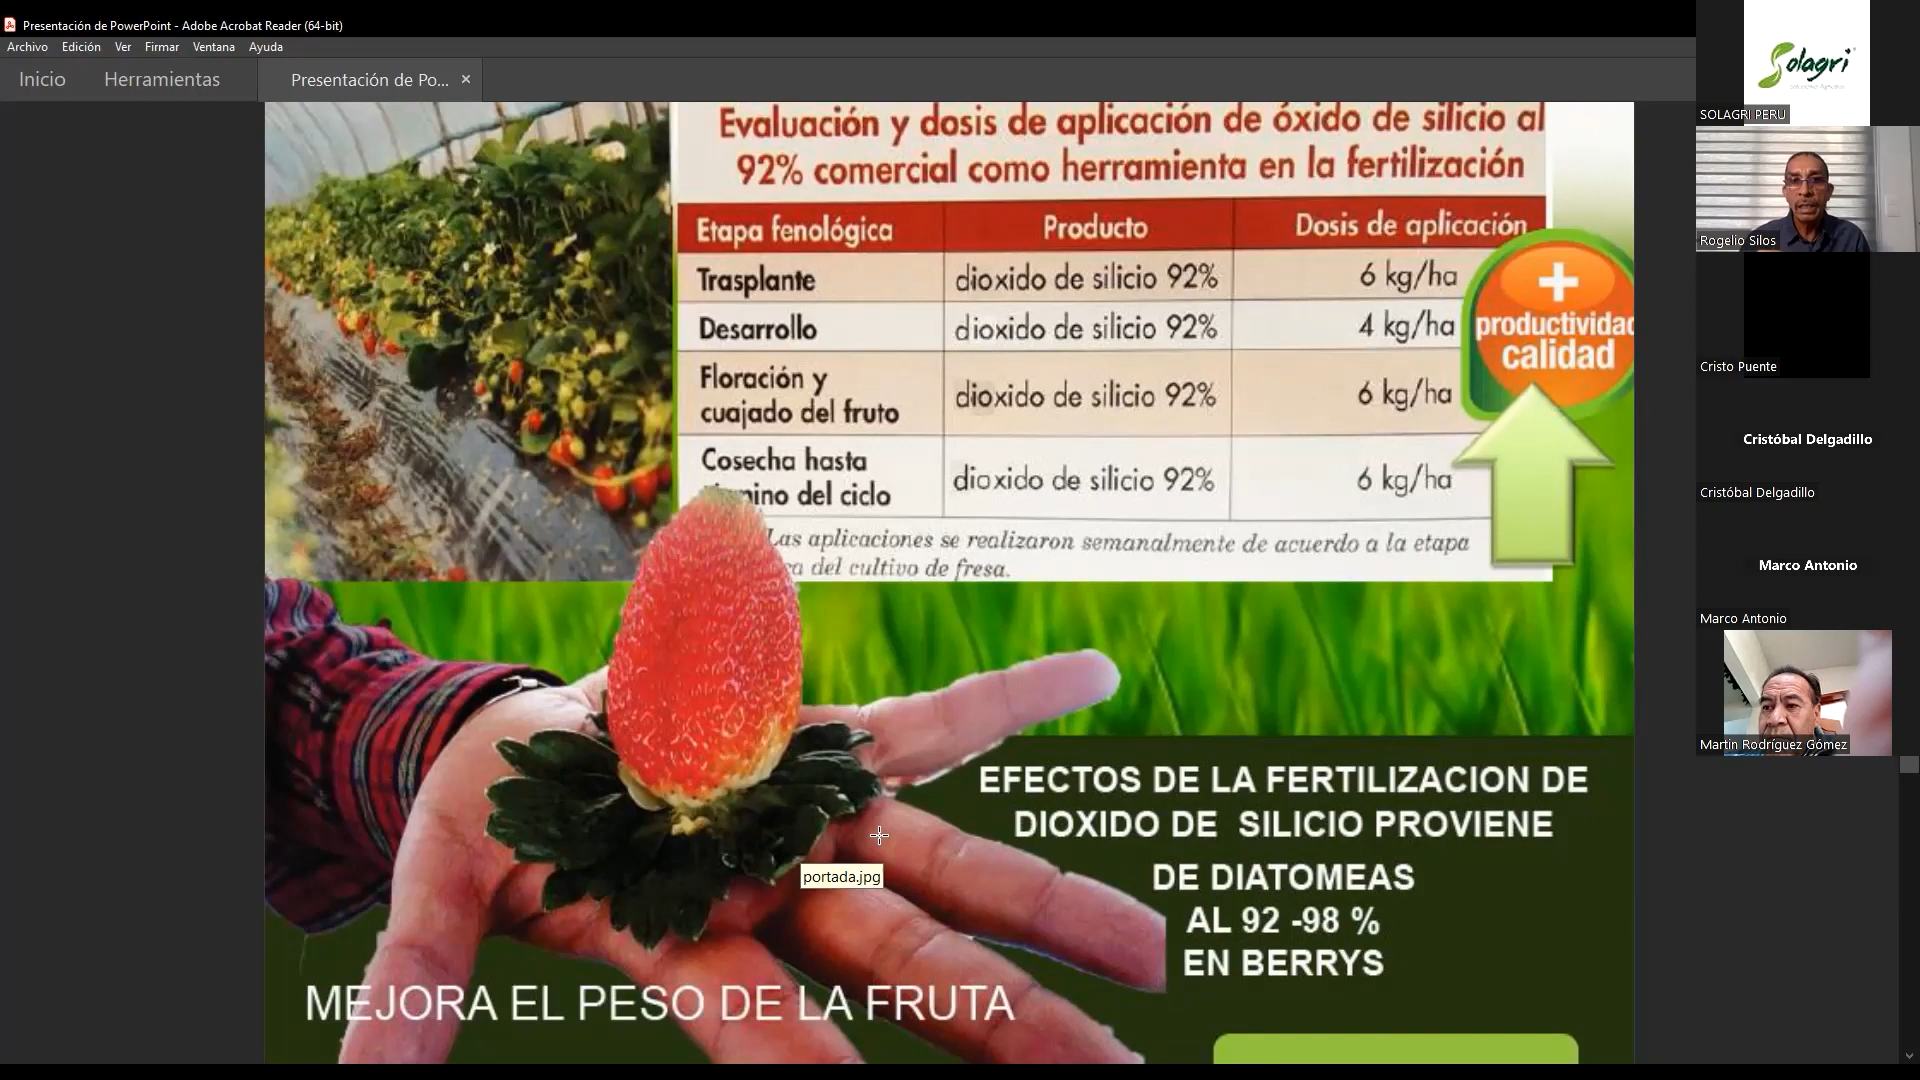 Presentación de PowerPoint - Adobe Acrobat Reader (64-bit)
Archivo Edición Ver Firmar Ventana Ayuda
Inicio Herramientas Presentación de Po... ×
Evaluación y dosis de aplicación de óxido de silicio al
92% comercial como herramienta en la fertilización
Etapa fenológica Producto Dosis de aplicación
Trasplante dioxido de silicio 92% 6 kg/ha
Desarrollo dioxido de silicio 92% 4 kg/ha
Floración y
cuajado del fruto dioxido de silicio 92% 6 kg/ha
Cosecha hasta
mino del ciclo dioxido de silicio 92% 6 kg/ha
Las aplicaciones se realizaron semanalmente de acuerdo a la etapa
ca del cultivo de fresa.
+
productividad
calidad
EFECTOS DE LA FERTILIZACION DE
DIOXIDO DE SILICIO PROVIENE
DE DIATOMEAS
AL 92 -98 %
EN BERRYS
portada.jpg
MEJORA EL PESO DE LA FRUTA
Solagri
SOLAGRI PERU
Rogelio Silos
Cristo Puente
Cristóbal Delgadillo
Cristóbal Delgadillo
Marco Antonio
Marco Antonio
Martin Rodríguez Gómez